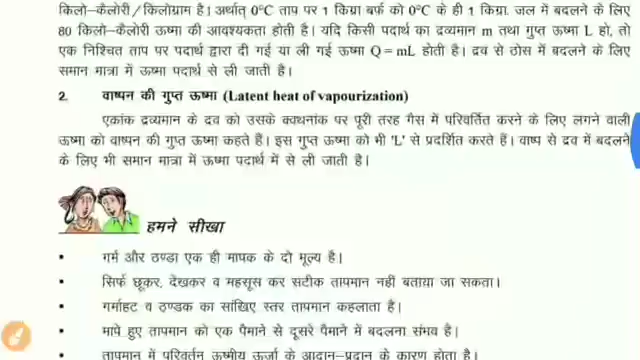 किलो–कैलोरी/किलोग्राम है। अर्थात् 0°C ताप पर 1 किग्रा बर्फ को 0°C के ही 1 किग्रा. जल में बदलने के लिए
80 किलो–कैलोरी ऊष्मा की आवश्यकता होती है। यदि किसी पदार्थ का द्रव्यमान m तथा गुप्त ऊष्मा L हो, तो
एक निश्चित ताप पर पदार्थ द्वारा दी गई या ली गई ऊष्मा Q = mL होती है। द्रव से ठोस में बदलने के लिए
समान मात्रा में ऊष्मा पदार्थ से ली जाती है।
2. वाष्पन की गुप्त ऊष्मा (Latent heat of vapourization)
एकांक द्रव्यमान के द्रव को उसके क्वथनांक पर पूरी तरह गैस में परिवर्तित करने के लिए लगने वाली
ऊष्मा को वाष्पन की गुप्त ऊष्मा कहते हैं। इस गुप्त ऊष्मा को भी 'L' से प्रदर्शित करते हैं। वाष्प से द्रव में बदलने
के लिए भी समान मात्रा में ऊष्मा पदार्थ में से ली जाती है।
हमने सीखा
• गर्म और ठण्डा एक ही मापक के दो मूल्य है।
• सिर्फ छूकर, देखकर व महसूस कर सटीक तापमान नहीं बताया जा सकता।
• गर्माहट व ठण्डक का सांख्यि स्तर तापमान कहलाता है।
• मापे हुए तापमान को एक पैमाने से दूसरे पैमाने में बदलना संभव है।
• तापमान में परिवर्तन ऊष्मीय ऊर्जा के आदान–प्रदान के कारण होता है।